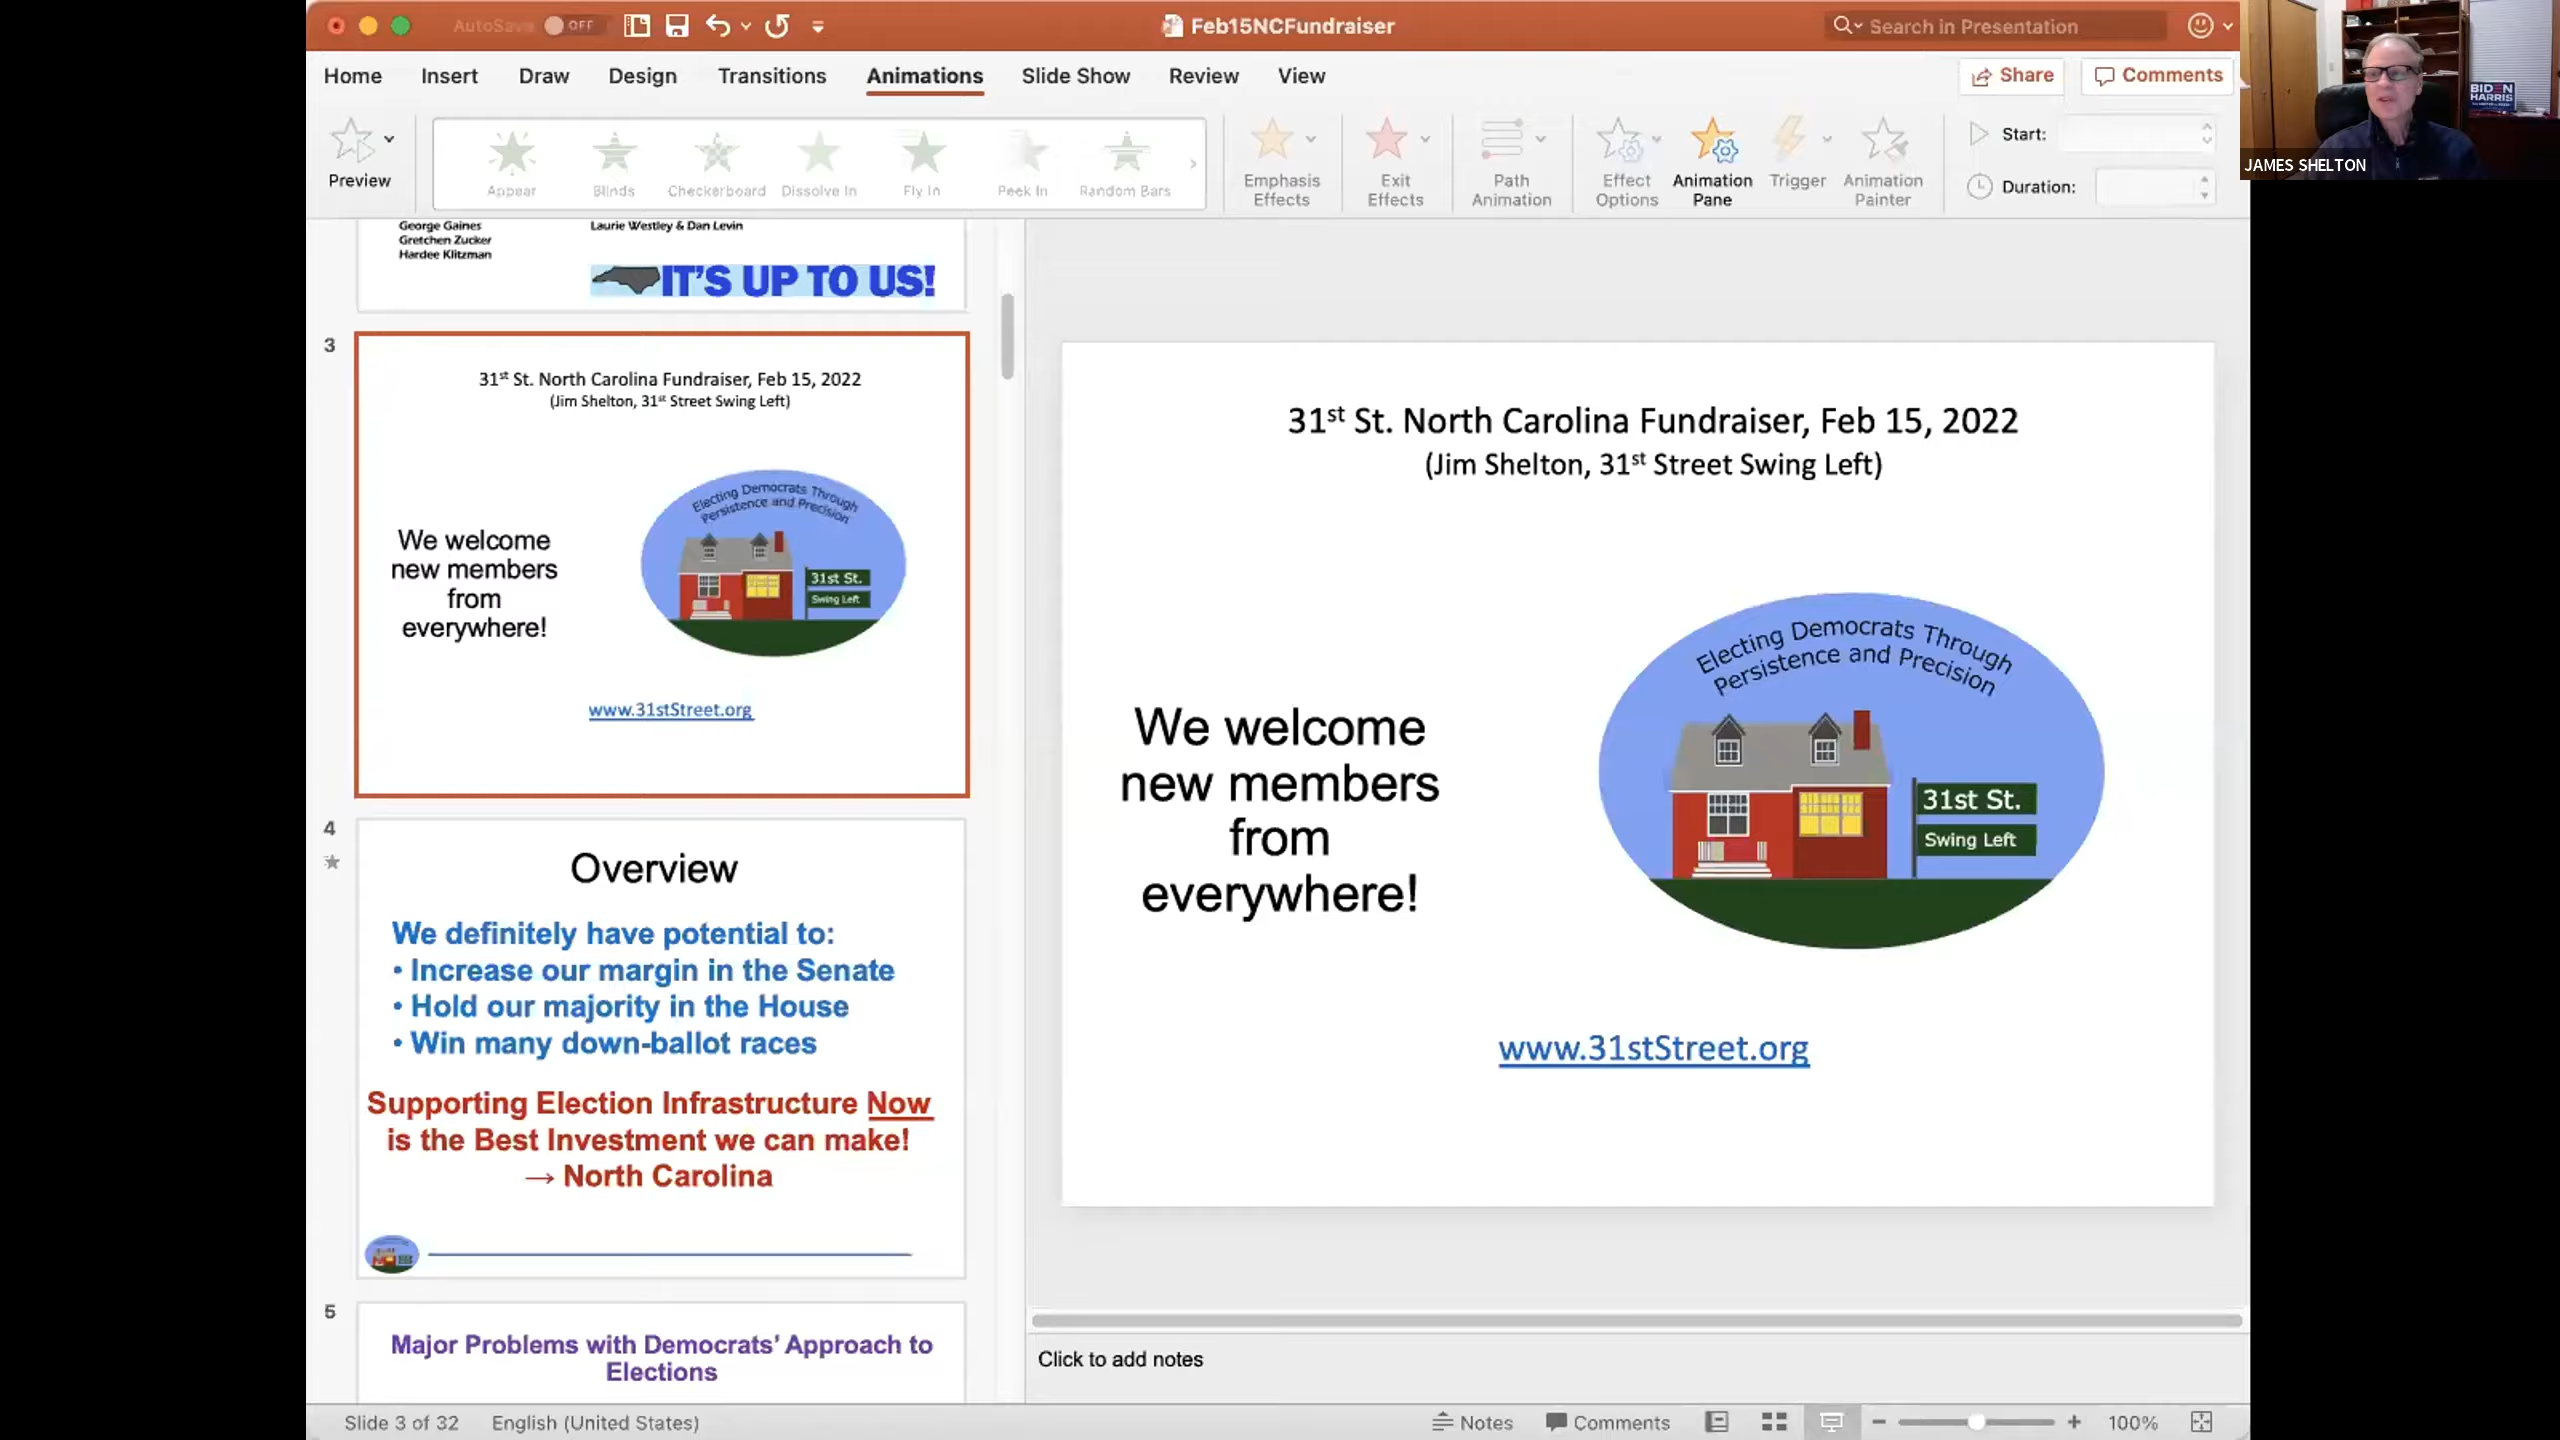 AutoSave OFF
Feb15NCFundraiser
Search in Presentation
Home Insert Draw Design Transitions Animations Slide Show Review View
Share Comments
Preview
Appear Blinds Checkerboard Dissolve In Fly In Peek In Random Bars
Emphasis Effects
Exit Effects
Path Animation
Effect Options
Animation Pane
Trigger
Animation Painter
Start:
Duration:
BIDEN
HARRIS
JAMES SHELTON
George Gaines
Gretchen Zucker
Hardee Klitzman
Laurie Westley & Dan Levin
IT'S UP TO US!
3
31st St. North Carolina Fundraiser, Feb 15, 2022
(Jim Shelton, 31st Street Swing Left)
Electing Democrats Through
Persistence and Precision
We welcome
new members
from
everywhere!
31st St.
Swing Left
www.31stStreet.org
4
Overview
We definitely have potential to:
• Increase our margin in the Senate
• Hold our majority in the House
• Win many down-ballot races
Supporting Election Infrastructure Now
is the Best Investment we can make!
→ North Carolina
5
Major Problems with Democrats' Approach to
Elections
31st St. North Carolina Fundraiser, Feb 15, 2022
(Jim Shelton, 31st Street Swing Left)
Electing Democrats Through
Persistence and Precision
We welcome
new members
from
everywhere!
31st St.
Swing Left
www.31stStreet.org
Click to add notes
Slide 3 of 32 English (United States)
Notes Comments 100%